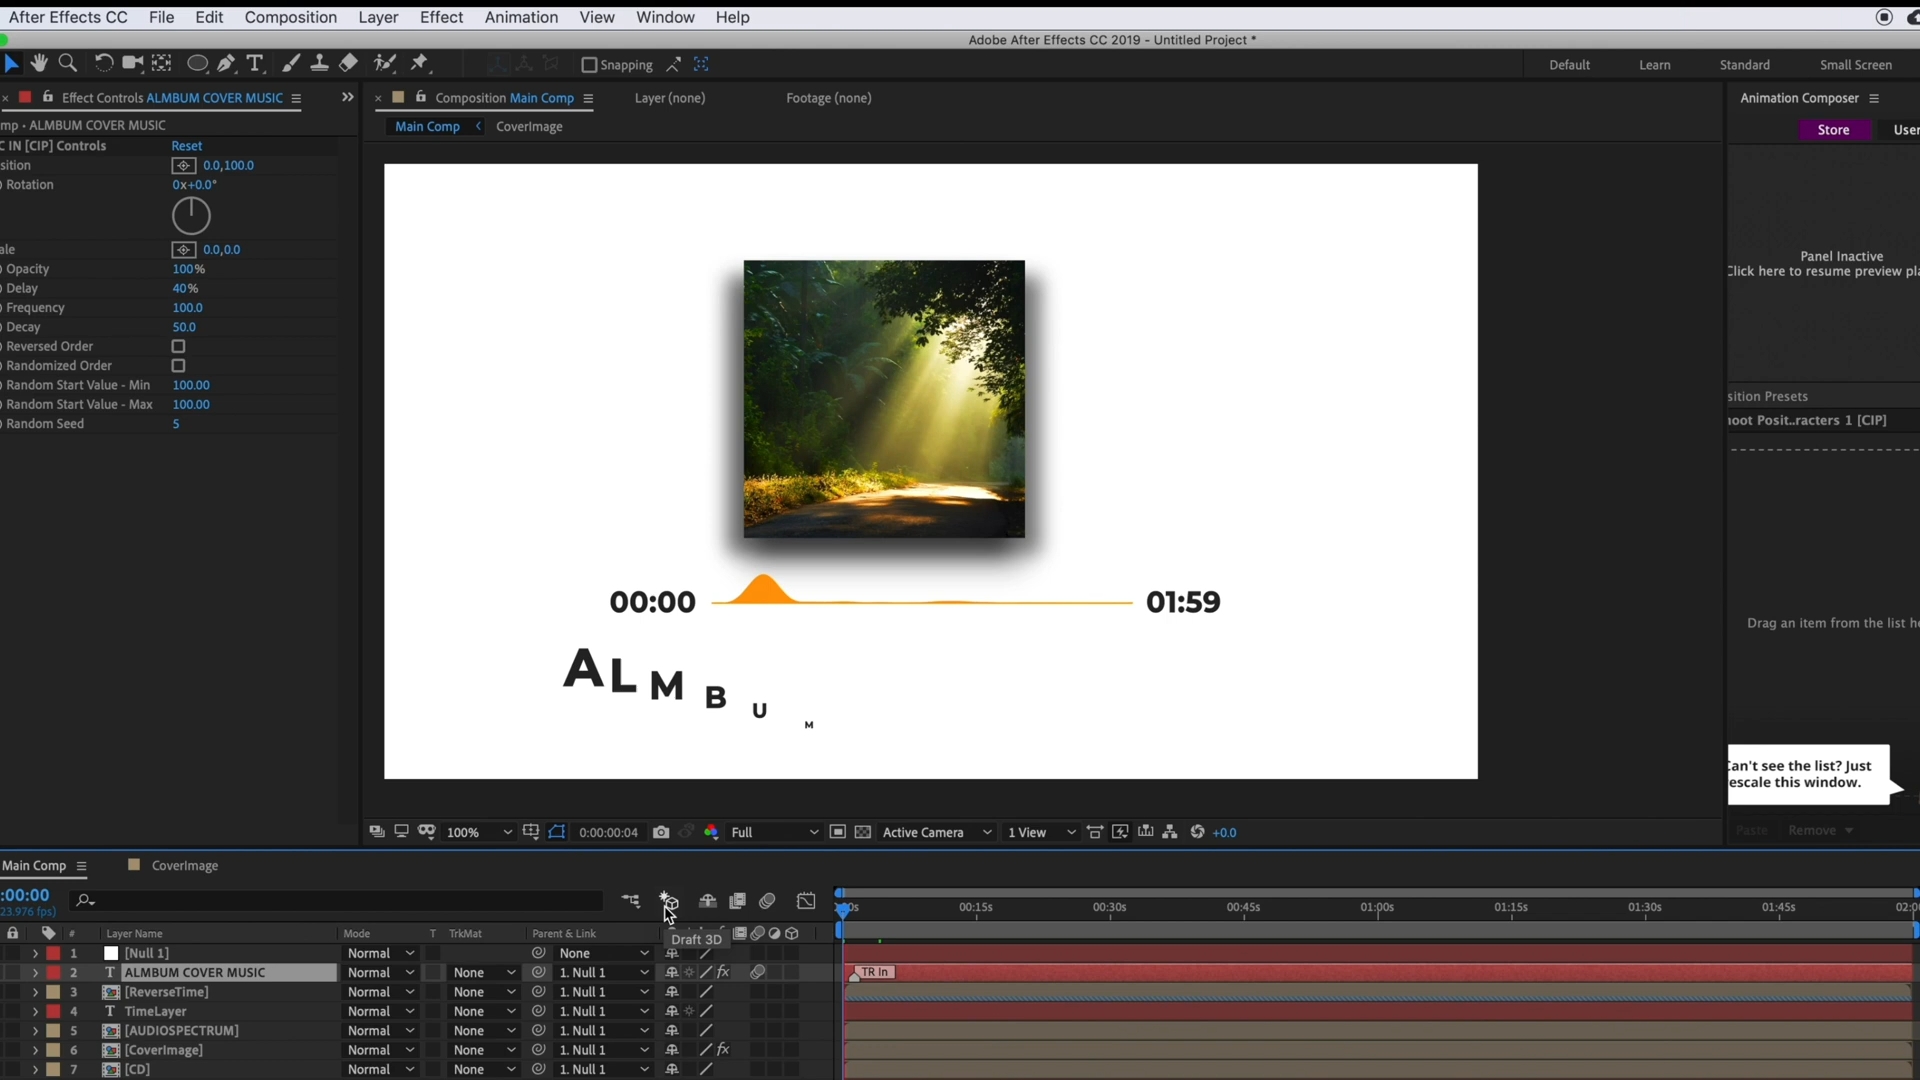 After Effects CC File Edit Composition Layer Effect Animation View Window Help
Adobe After Effects CC 2019 - Untitled Project *
Snapping Default Learn Standard Small Screen
Effect Controls ALMBUM COVER MUSIC Composition Main Comp Layer (none) Footage (none) Animation Composer
mp • ALMBUM COVER MUSIC
Main Comp CoverImage
Store User
C IN [CIP] Controls Reset
sition 0.0,100.0
Rotation 0x+0.0°
ale 0.0,0.0
Opacity 100%
Delay 40%
Frequency 100.0
Decay 50.0
Reversed Order
Randomized Order
Random Start Value - Min 100.00
Random Start Value - Max 100.00
Random Seed 5
Panel Inactive
Click here to resume preview pla
sition Presets
hoot Posit..racters 1 [CIP]
Drag an item from the list he
00:00 01:59
ALMBUM
Can't see the list? Just
escale this window.
Paste Remove
100% 0:00:00:04 Full Active Camera 1 View +0.0
Main Comp CoverImage
:00:00
23.976 fps)
00s 00:15s 00:30s 00:45s 01:00s 01:15s 01:30s 01:45s 02:0
# Layer Name Mode T TrkMat Parent & Link
Draft 3D
1 [Null 1] Normal None
2 T ALMBUM COVER MUSIC Normal None 1. Null 1 fx TR In
3 [ReverseTime] Normal None 1. Null 1
4 T TimeLayer Normal None 1. Null 1
5 [AUDIOSPECTRUM] Normal None 1. Null 1
6 [CoverImage] Normal None 1. Null 1 fx
7 [CD] Normal None 1. Null 1